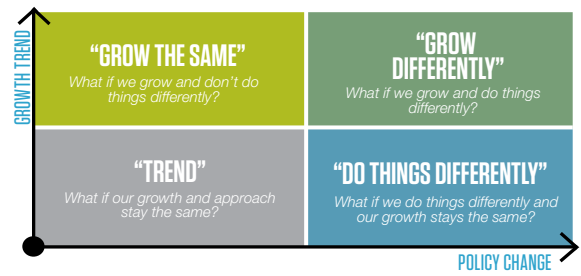 GROWTH TREND
“GROW THE SAME”
What if we grow and don’t do
things differently?
“GROW
DIFFERENTLY”
What if we grow and do things
differently?
“TREND”
What if our growth and approach
stay the same?
“DO THINGS DIFFERENTLY”
What if we do things differently and
our growth stays the same?
POLICY CHANGE